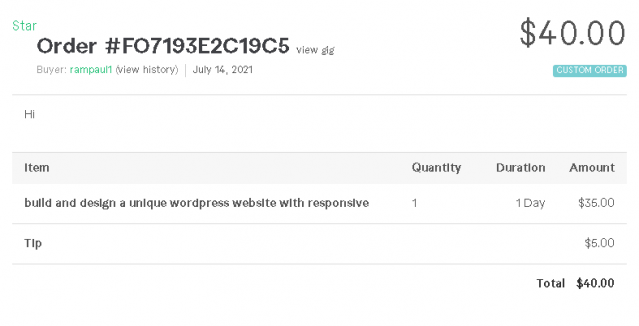 Star
$40.00
Order #FO7193E2C19C5 view gig
Buyer: rampaul1 (view history) | July 14, 2021
CUSTOM ORDER
Hi
Item Quantity Duration Amount
build and design a unique wordpress website with responsive 1 1 Day $35.00
Tip $5.00
Total $40.00